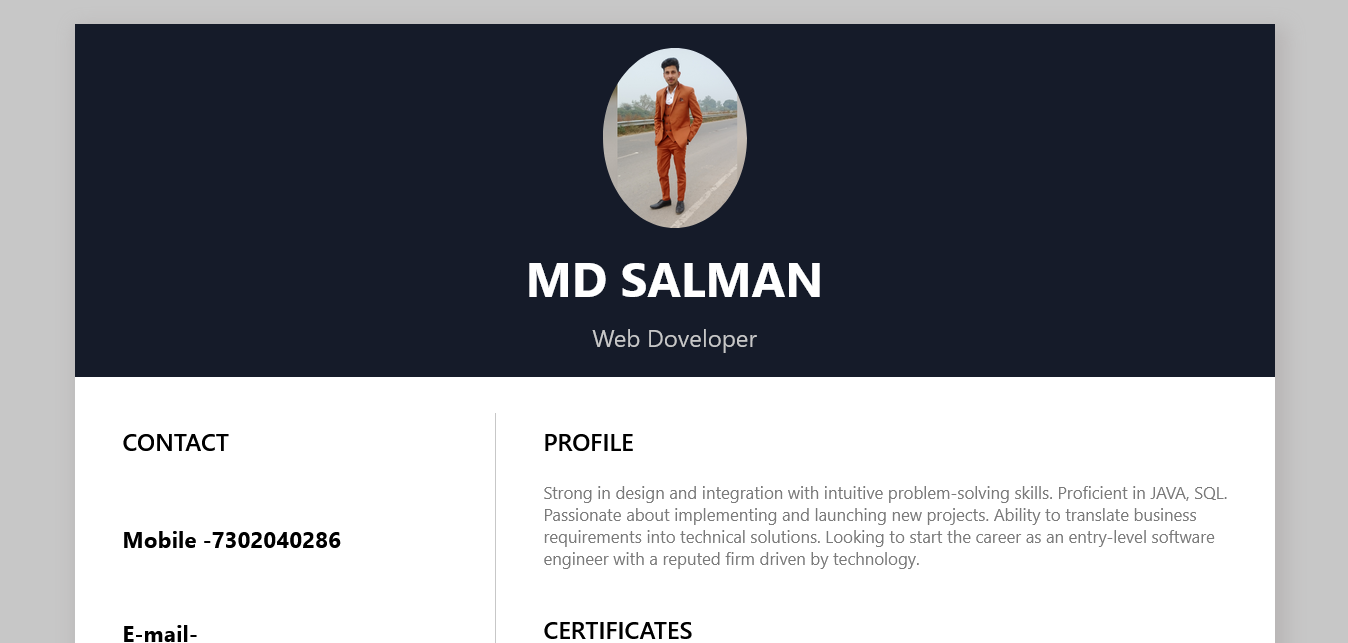 MD SALMAN
Web Doveloper
CONTACT
Mobile -7302040286
E-mail-
PROFILE
Strong in design and integration with intuitive problem-solving skills. Proficient in JAVA, SQL.
Passionate about implementing and launching new projects. Ability to translate business
requirements into technical solutions. Looking to start the career as an entry-level software
engineer with a reputed firm driven by technology.
CERTIFICATES